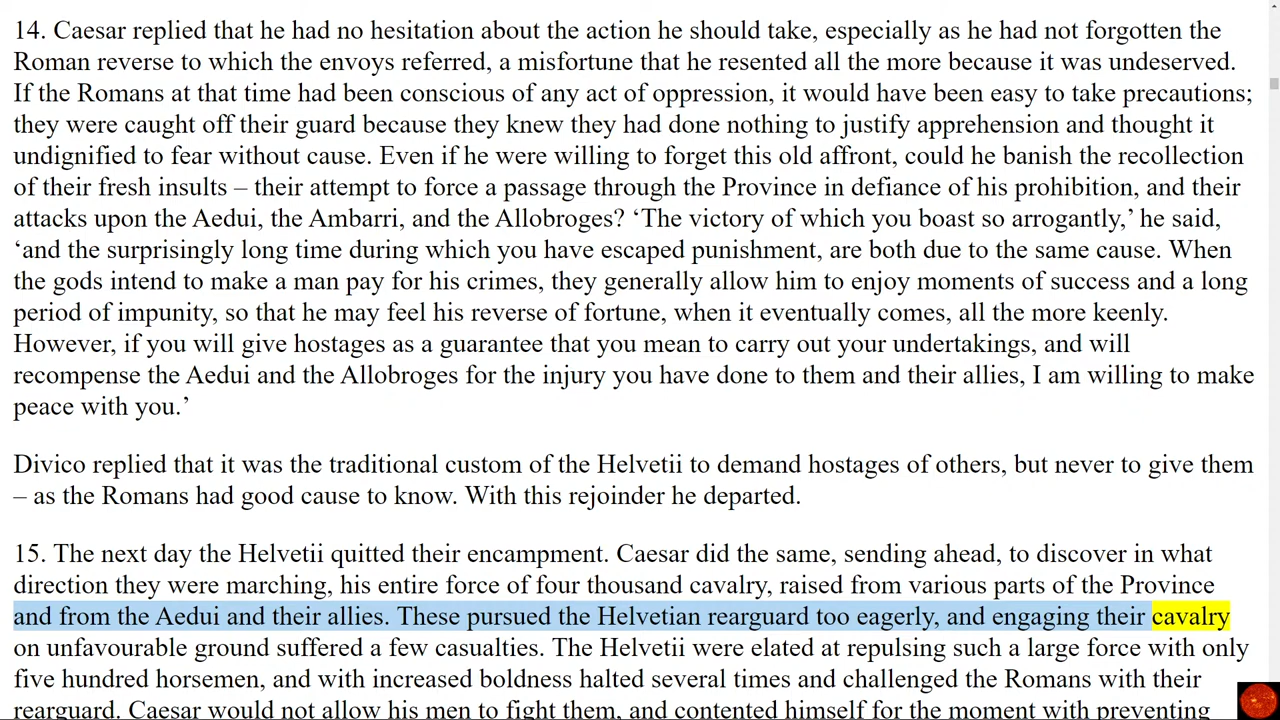 14. Caesar replied that he had no hesitation about the action he should take, especially as he had not forgotten the
Roman reverse to which the envoys referred, a misfortune that he resented all the more because it was undeserved.
If the Romans at that time had been conscious of any act of oppression, it would have been easy to take precautions;
they were caught off their guard because they knew they had done nothing to justify apprehension and thought it
undignified to fear without cause. Even if he were willing to forget this old affront, could he banish the recollection
of their fresh insults – their attempt to force a passage through the Province in defiance of his prohibition, and their
attacks upon the Aedui, the Ambarri, and the Allobroges? ‘The victory of which you boast so arrogantly,’ he said,
‘and the surprisingly long time during which you have escaped punishment, are both due to the same cause. When
the gods intend to make a man pay for his crimes, they generally allow him to enjoy moments of success and a long
period of impunity, so that he may feel his reverse of fortune, when it eventually comes, all the more keenly.
However, if you will give hostages as a guarantee that you mean to carry out your undertakings, and will
recompense the Aedui and the Allobroges for the injury you have done to them and their allies, I am willing to make
peace with you.’
Divico replied that it was the traditional custom of the Helvetii to demand hostages of others, but never to give them
– as the Romans had good cause to know. With this rejoinder he departed.
15. The next day the Helvetii quitted their encampment. Caesar did the same, sending ahead, to discover in what
direction they were marching, his entire force of four thousand cavalry, raised from various parts of the Province
and from the Aedui and their allies. These pursued the Helvetian rearguard too eagerly, and engaging their cavalry
on unfavourable ground suffered a few casualties. The Helvetii were elated at repulsing such a large force with only
five hundred horsemen, and with increased boldness halted several times and challenged the Romans with their
rearguard. Caesar would not allow his men to fight them, and contented himself for the moment with preventing